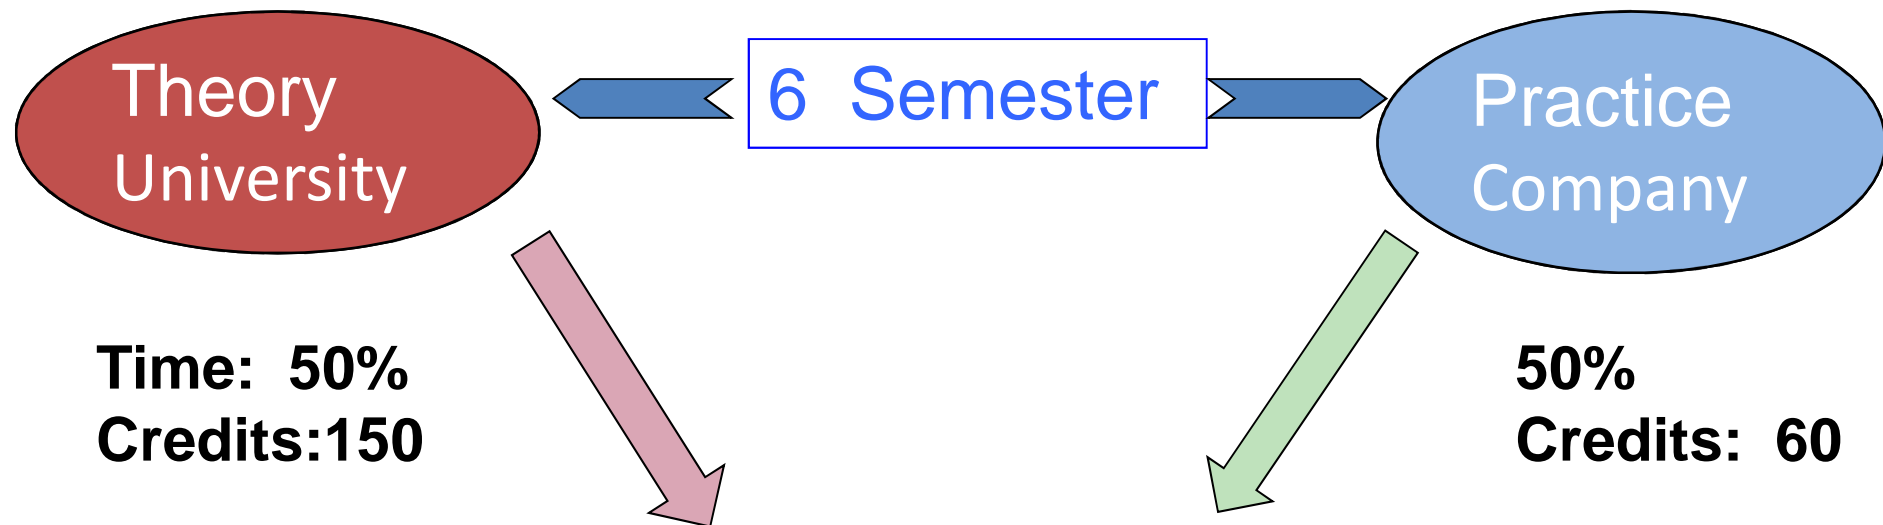 Theory
University
6 Semester
Practice
Company
Time: 50%
Credits:150
50%
Credits: 60